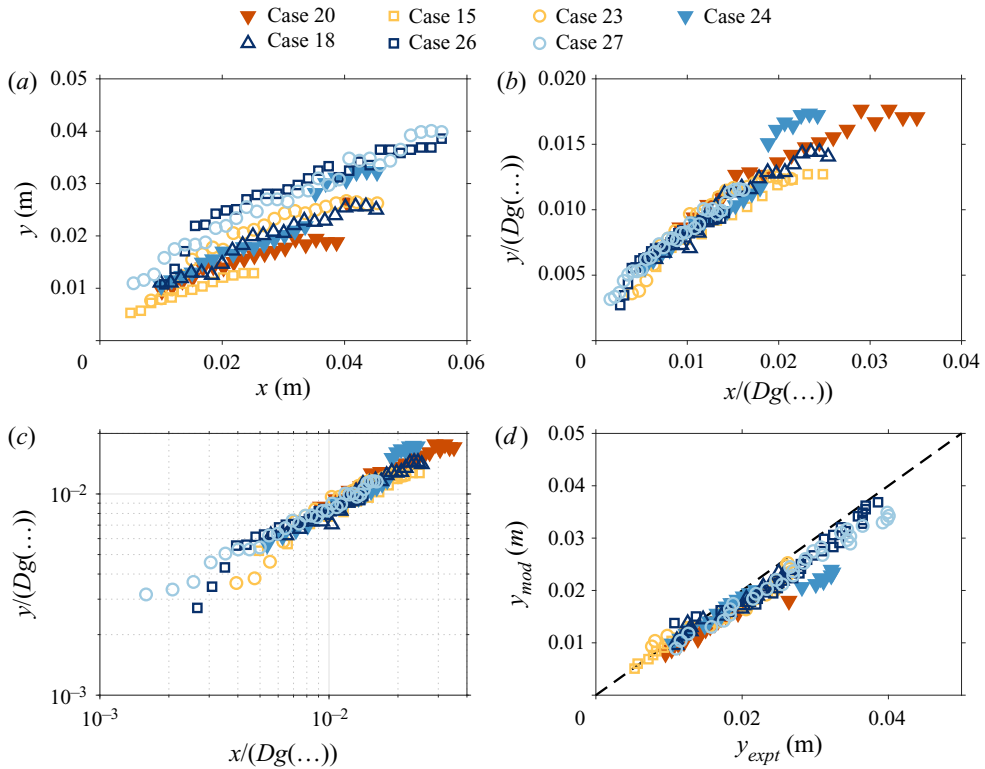 Case 20 Case 15 Case 23 Case 24
Case 18 Case 26 Case 27
(a)
0.05
0.04
0.03
0.02
0.01
0 0.02 0.04 0.06
y (m)
x (m)
(b)
0.020
0.015
0.010
0.005
0 0.01 0.02 0.03 0.04
y/(Dg(…))
x/(Dg(…))
(c)
10–2
10–3
10–3 10–2
y/(Dg(…))
x/(Dg(…))
(d)
0.05
0.04
0.03
0.02
0.01
0 0.02 0.04
ymod (m)
yexpt (m)